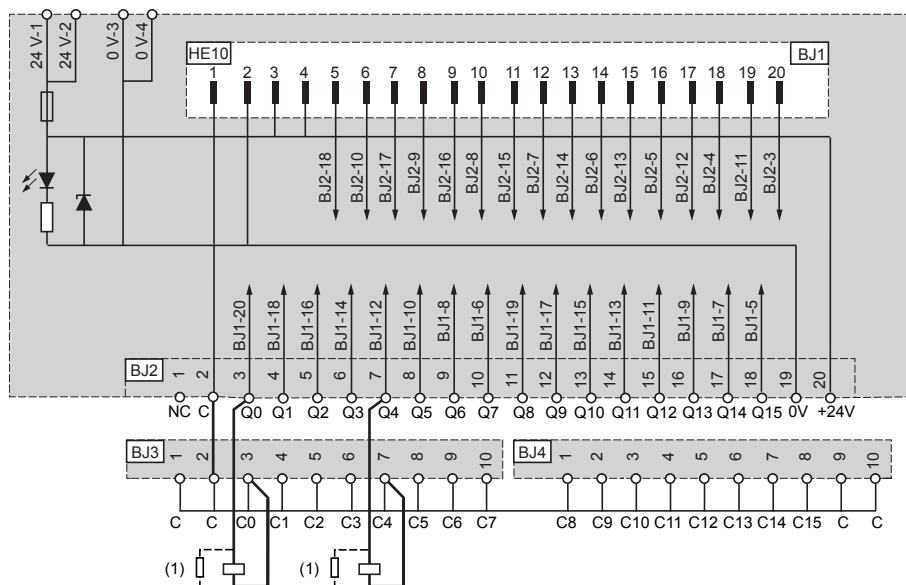 24 V-1 24 V-2 0 V-3 0 V-4
HE10 BJ1
1 2 3 4 5 6 7 8 9 10 11 12 13 14 15 16 17 18 19 20
BJ2-18 BJ2-10 BJ2-17 BJ2-9 BJ2-16 BJ2-8 BJ2-15 BJ2-7 BJ2-14 BJ2-6 BJ2-13 BJ2-5 BJ2-12 BJ2-4 BJ2-11 BJ2-3
BJ1-20 BJ1-18 BJ1-16 BJ1-14 BJ1-12 BJ1-10 BJ1-8 BJ1-6 BJ1-19 BJ1-17 BJ1-15 BJ1-13 BJ1-11 BJ1-9 BJ1-7 BJ1-5
BJ2 1 2 3 4 5 6 7 8 9 10 11 12 13 14 15 16 17 18 19 20
NC C Q0 Q1 Q2 Q3 Q4 Q5 Q6 Q7 Q8 Q9 Q10 Q11 Q12 Q13 Q14 Q15 0V +24V
BJ3 1 2 3 4 5 6 7 8 9 10 BJ4 1 2 3 4 5 6 7 8 9 10
C C C0 C1 C2 C3 C4 C5 C6 C7 C8 C9 C10 C11 C12 C13 C14 C15 C C
(1) (1)